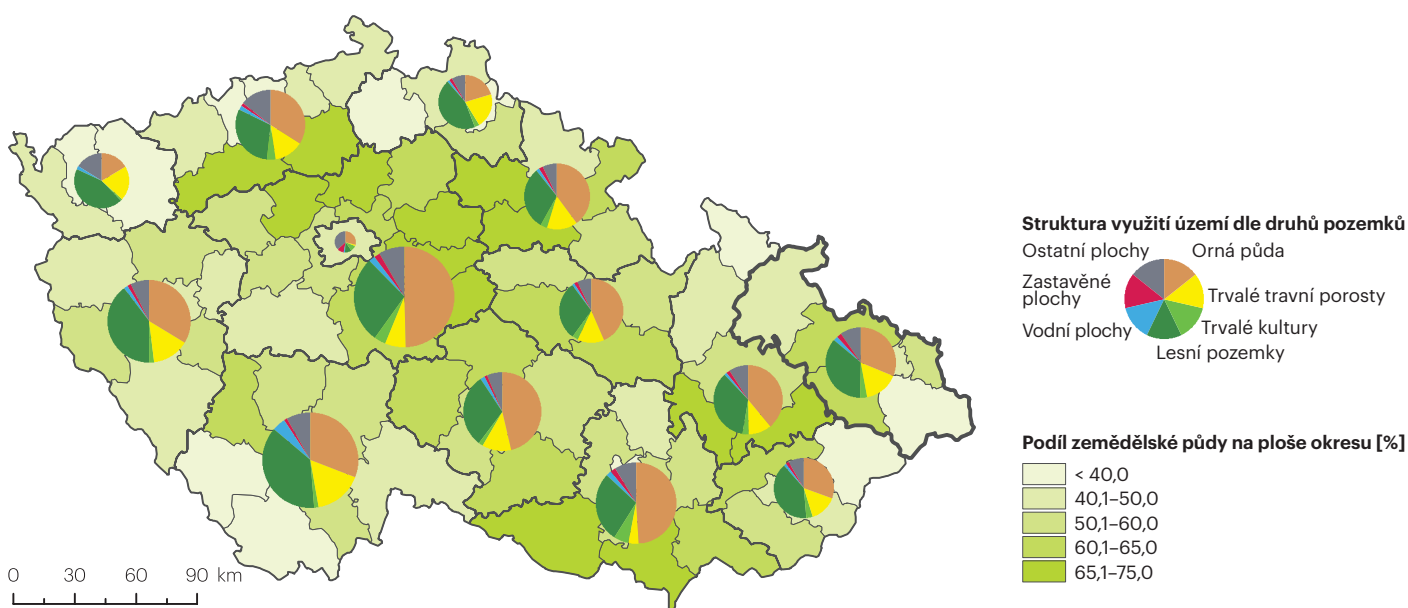 Struktura využití území dle druhů pozemků
Ostatní plochy
Orná půda
Zastavěné
plochy
Trvalé travní porosty
Vodní plochy
Trvalé kultury
Lesní pozemky
Podíl zemědělské půdy na ploše okresu [%]
< 40,0
40,1–50,0
50,1–60,0
60,1–65,0
65,1–75,0
0 30 60 90 km